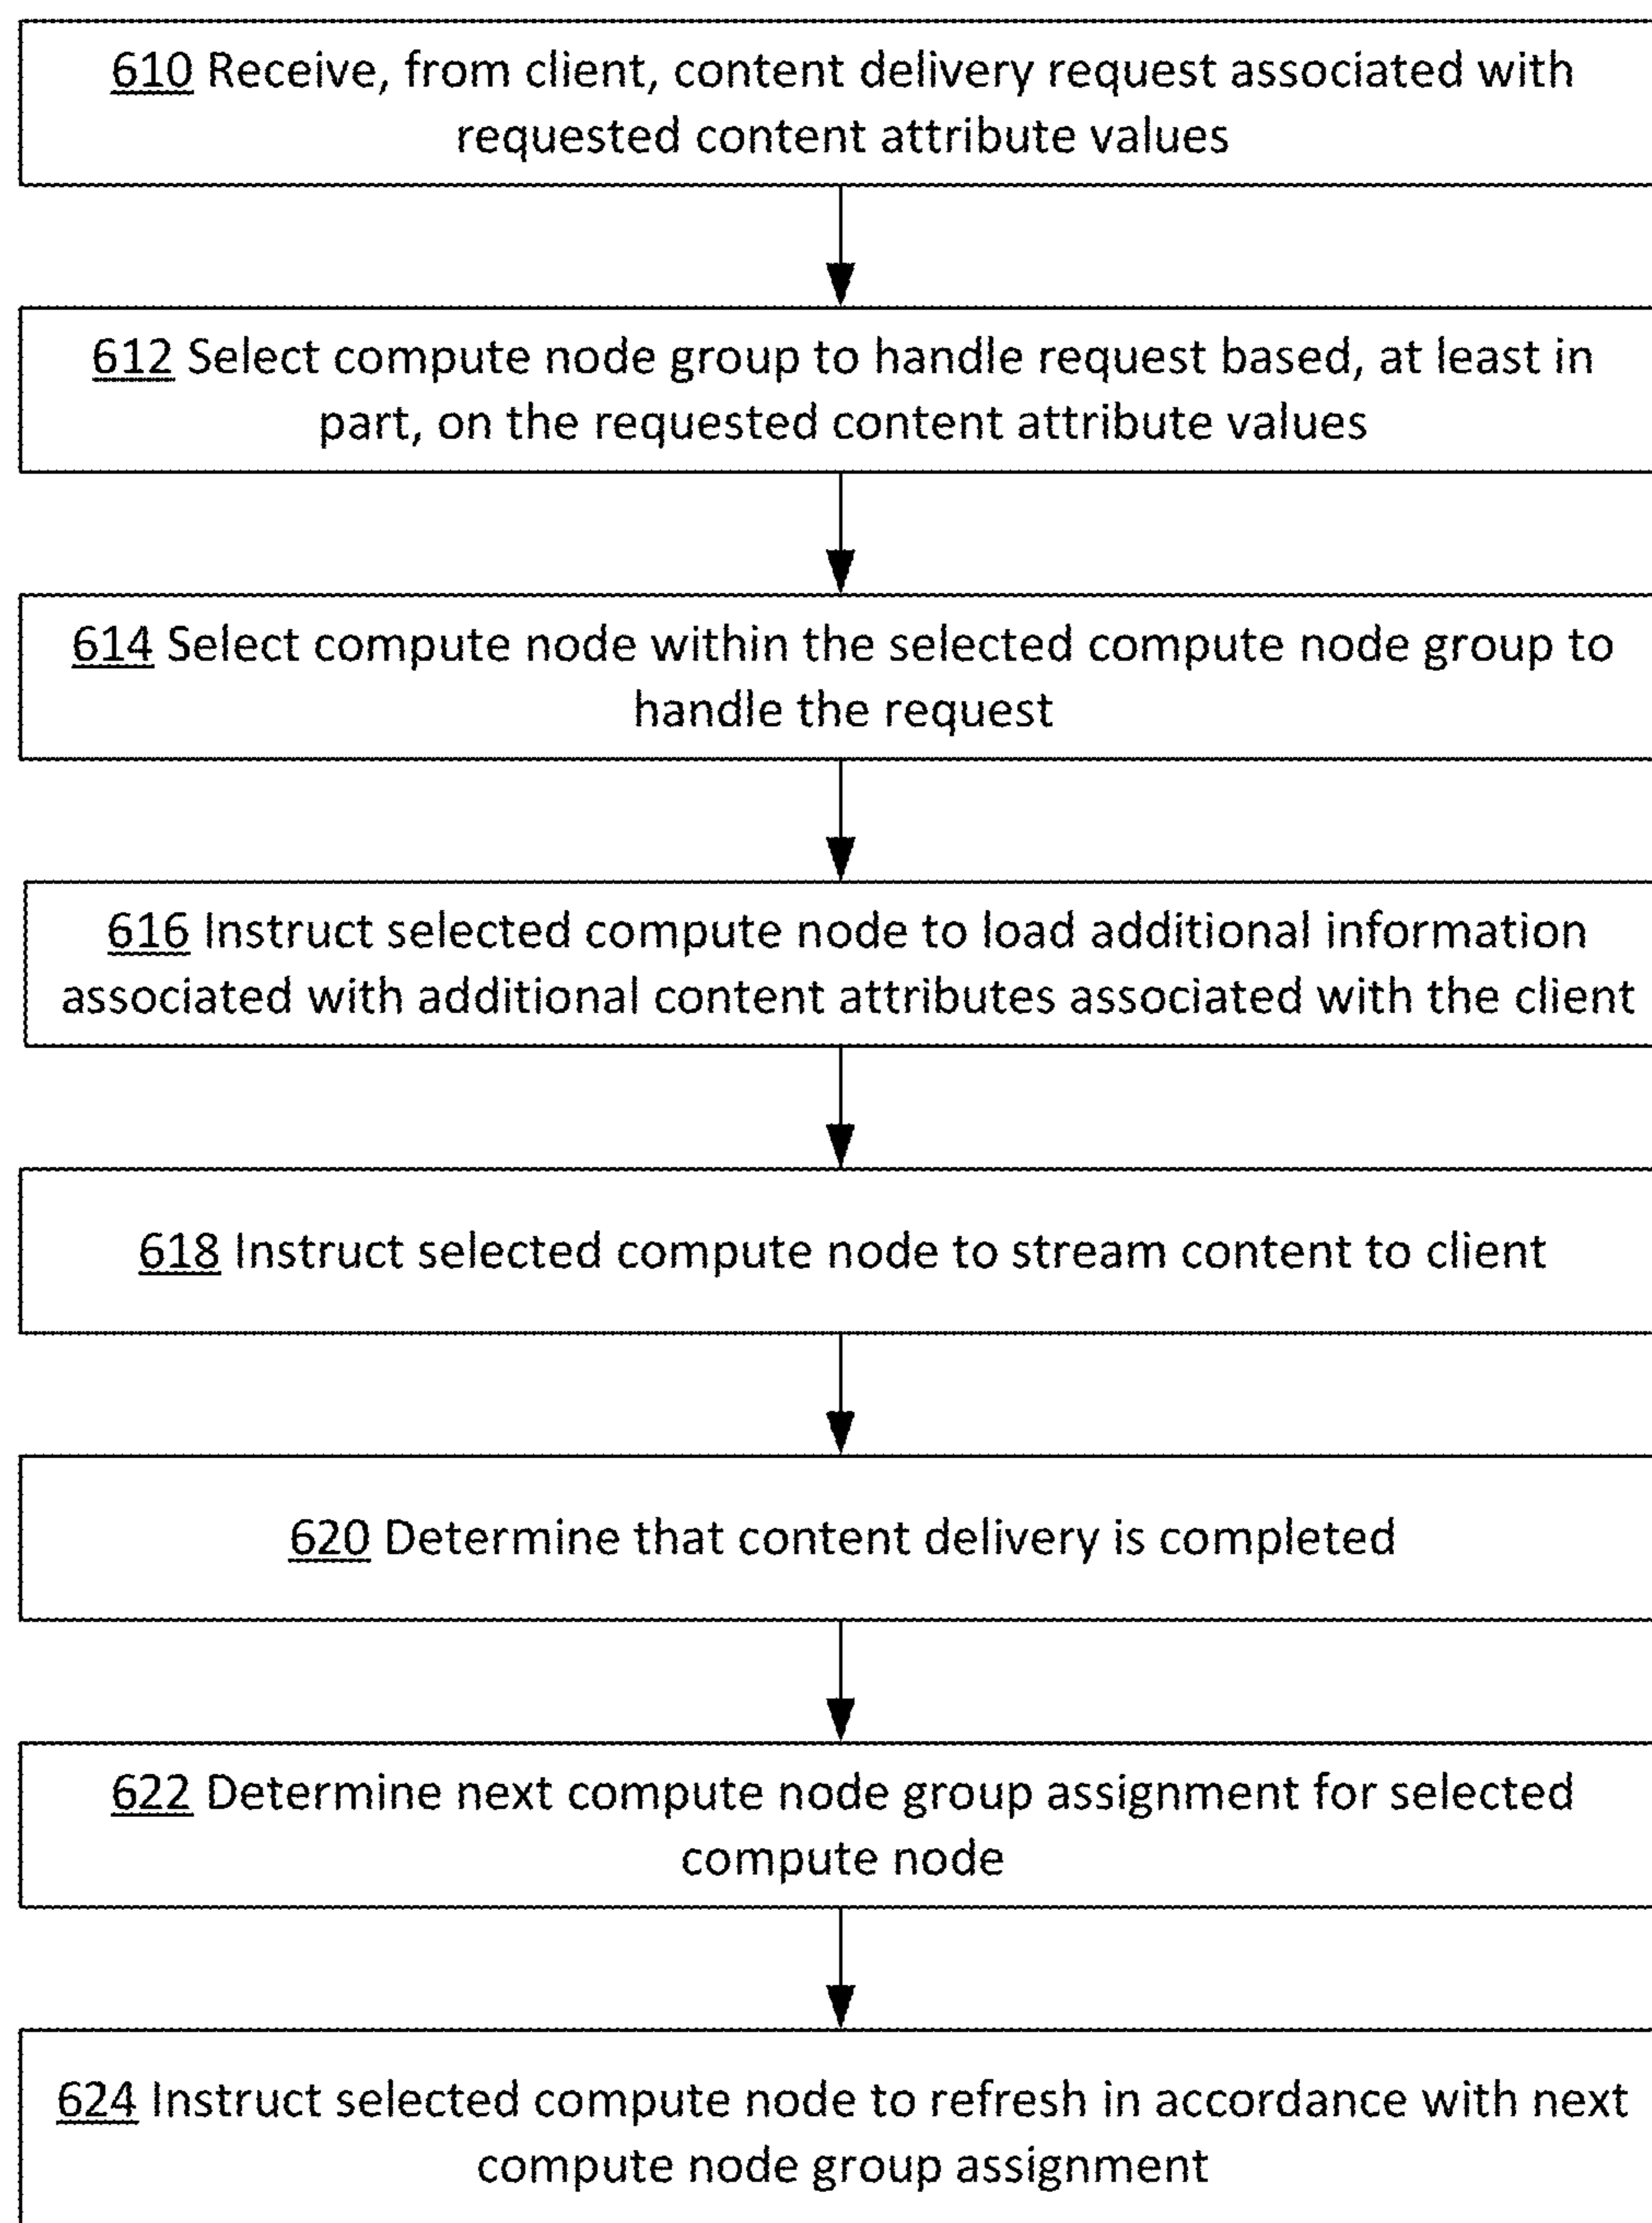 610 Receive, from client, content delivery request associated with
requested content attribute values
612 Select compute node group to handle request based, at least in
part, on the requested content attribute values
614 Select compute node within the selected compute node group to
handle the request
616 Instruct selected compute node to load additional information
associated with additional content attributes associated with the client
618 Instruct selected compute node to stream content to client
620 Determine that content delivery is completed
622 Determine next compute node group assignment for selected
compute node
624 Instruct selected compute node to refresh in accordance with next
compute node group assignment